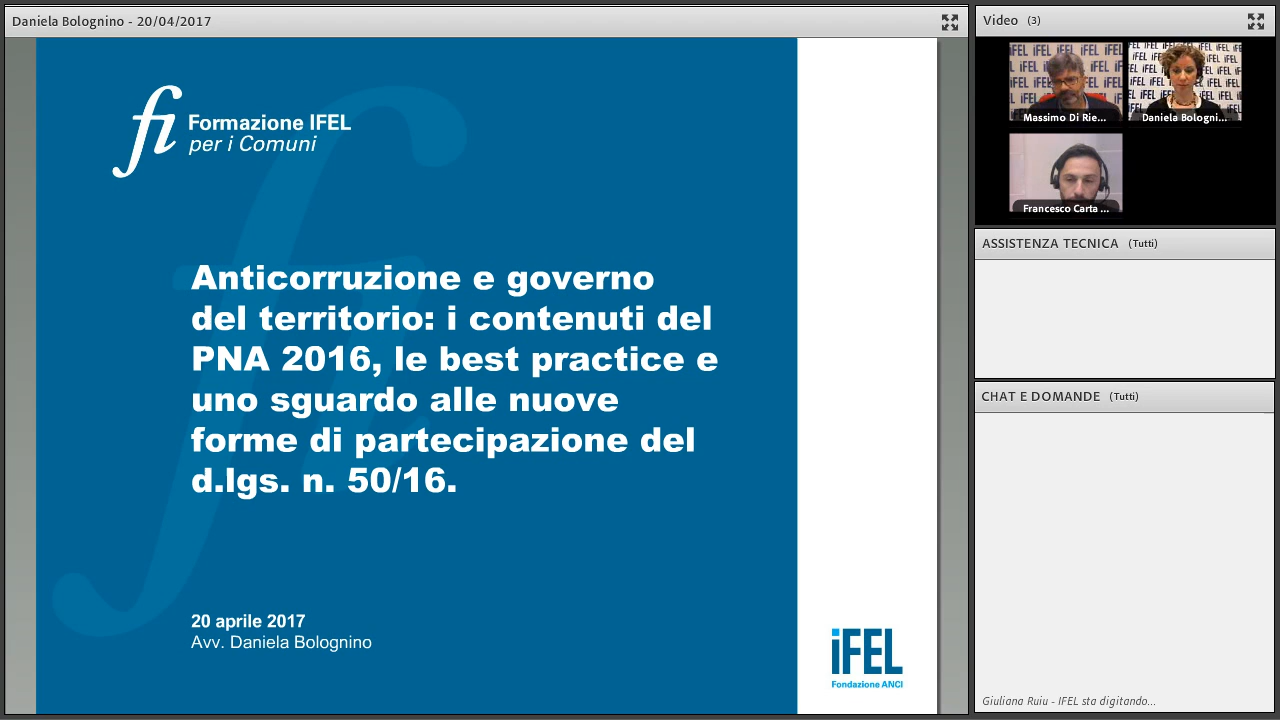 Daniela Bolognino - 20/04/2017
Formazione IFEL
per i Comuni
Anticorruzione e governo
del territorio: i contenuti del
PNA 2016, le best practice e
uno sguardo alle nuove
forme di partecipazione del
d.lgs. n. 50/16.
20 aprile 2017
Avv. Daniela Bolognino
iFEL
Fondazione ANCI
Video (3)
Massimo Di Rie...
Daniela Bologni...
Francesco Carta ...
ASSISTENZA TECNICA (Tutti)
CHAT E DOMANDE (Tutti)
Giuliana Ruiu - IFEL sta digitando...